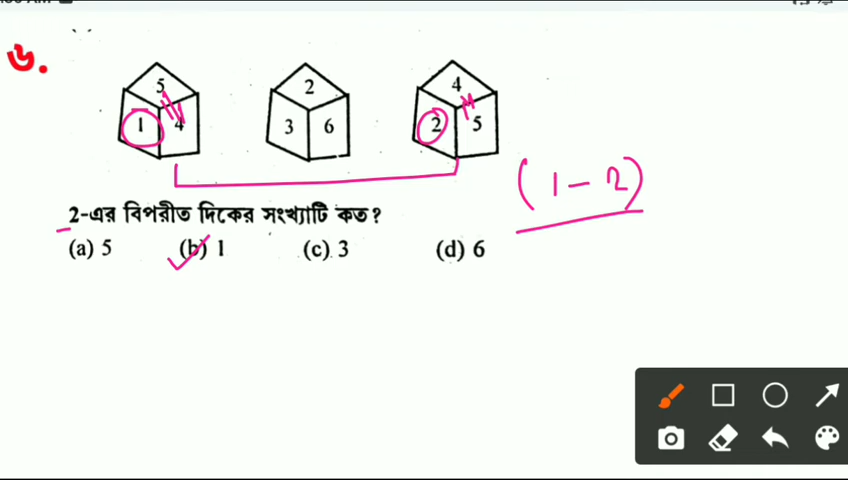 ৬.
5 1 4
2 3 6
4 2 5
(1-2)
2-এর বিপরীত দিকের সংখ্যাটি কত?
(a) 5 (b) 1 (c) 3 (d) 6